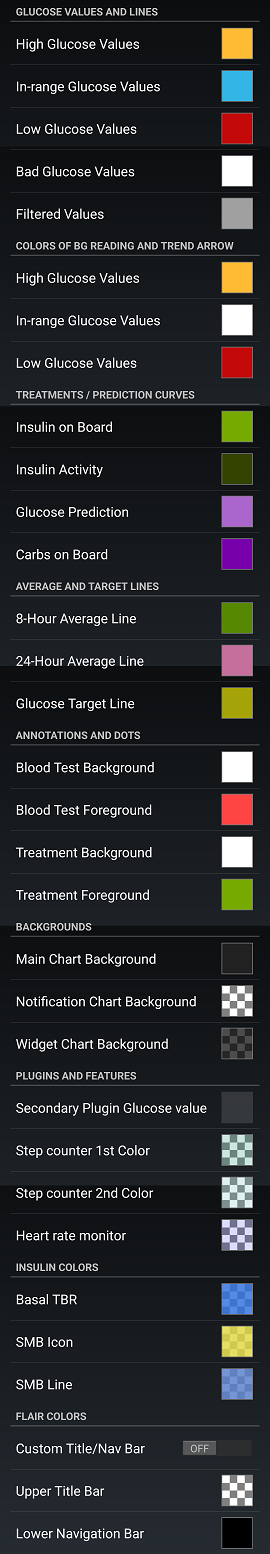 GLUCOSE VALUES AND LINES
High Glucose Values
In-range Glucose Values
Low Glucose Values
Bad Glucose Values
Filtered Values
COLORS OF BG READING AND TREND ARROW
High Glucose Values
In-range Glucose Values
Low Glucose Values
TREATMENTS / PREDICTION CURVES
Insulin on Board
Insulin Activity
Glucose Prediction
Carbs on Board
AVERAGE AND TARGET LINES
8-Hour Average Line
24-Hour Average Line
Glucose Target Line
ANNOTATIONS AND DOTS
Blood Test Background
Blood Test Foreground
Treatment Background
Treatment Foreground
BACKGROUNDS
Main Chart Background
Notification Chart Background
Widget Chart Background
PLUGINS AND FEATURES
Secondary Plugin Glucose value
Step counter 1st Color
Step counter 2nd Color
Heart rate monitor
INSULIN COLORS
Basal TBR
SMB Icon
SMB Line
FLAIR COLORS
Custom Title/Nav Bar OFF
Upper Title Bar
Lower Navigation Bar